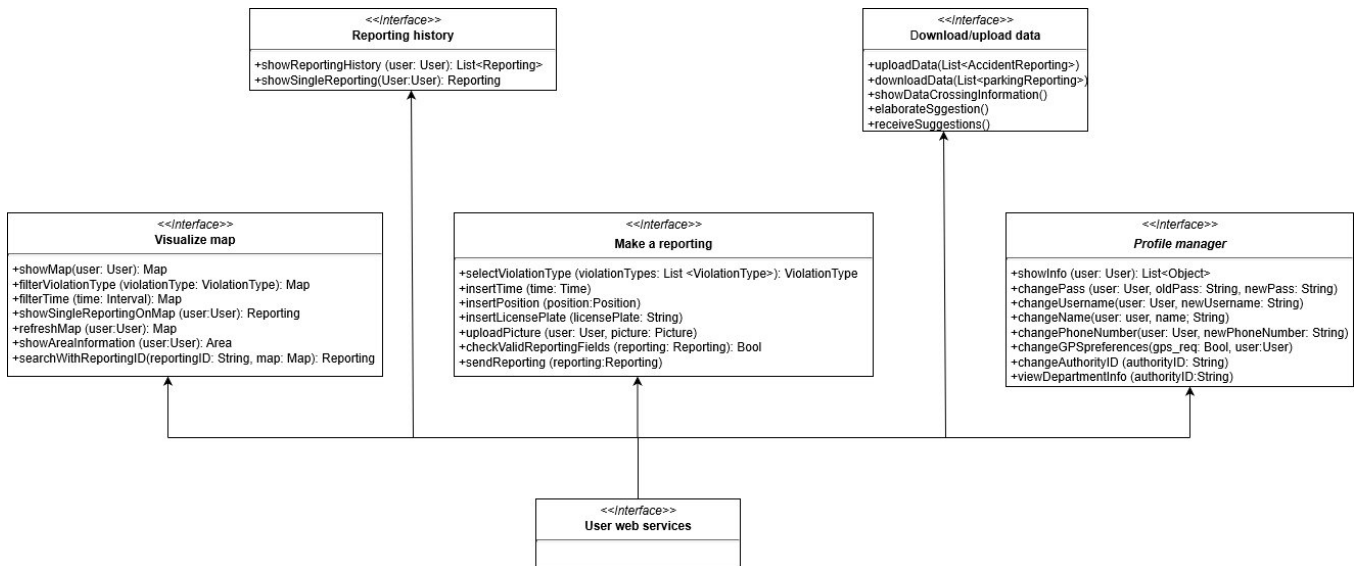 <<Interface>>
Reporting history
+showReportingHistory (user: User): List<Reporting>
+showSingleReporting(User:User): Reporting
<<Interface>>
Download/upload data
+uploadData(List<AccidentReporting>)
+downloadData(List<parkingReporting>)
+showDataCrossingInformation()
+elaborateSggestion()
+receiveSuggestions()
<<Interface>>
Visualize map
+showMap(user: User): Map
+filterViolationType (violationType: ViolationType): Map
+filterTime (time: Interval): Map
+showSingleReportingOnMap (user:User): Reporting
+refreshMap (user:User): Map
+showAreaInformation (user:User): Area
+searchWithReportingID(reportingID: String, map: Map): Reporting
<<Interface>>
Make a reporting
+selectViolationType (violationTypes: List <ViolationType>): ViolationType
+insertTime (time: Time)
+insertPosition (position:Position)
+insertLicensePlate (licensePlate: String)
+uploadPicture (user: User, picture: Picture)
+checkValidReportingFields (reporting: Reporting): Bool
+sendReporting (reporting:Reporting)
<<Interface>>
Profile manager
+showInfo (user: User): List<Object>
+changePass (user: User, oldPass: String, newPass: String)
+changeUsername(user: User, newUsername: String)
+changeName(user: user, name; String)
+changePhoneNumber(user: User, newPhoneNumber: String)
+changeGPSpreferences(gps_req: Bool, user:User)
+changeAuthorityID (authorityID: String)
+viewDepartmentInfo (authorityID:String)
<<Interface>>
User web services